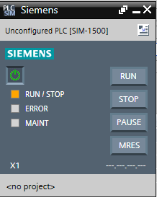 Siemens
Unconfigured PLC [SIM-1500]
SIEMENS
RUN
RUN / STOP
STOP
ERROR
MAINT
PAUSE
MRES
X1
---.---.---.---
<no project>